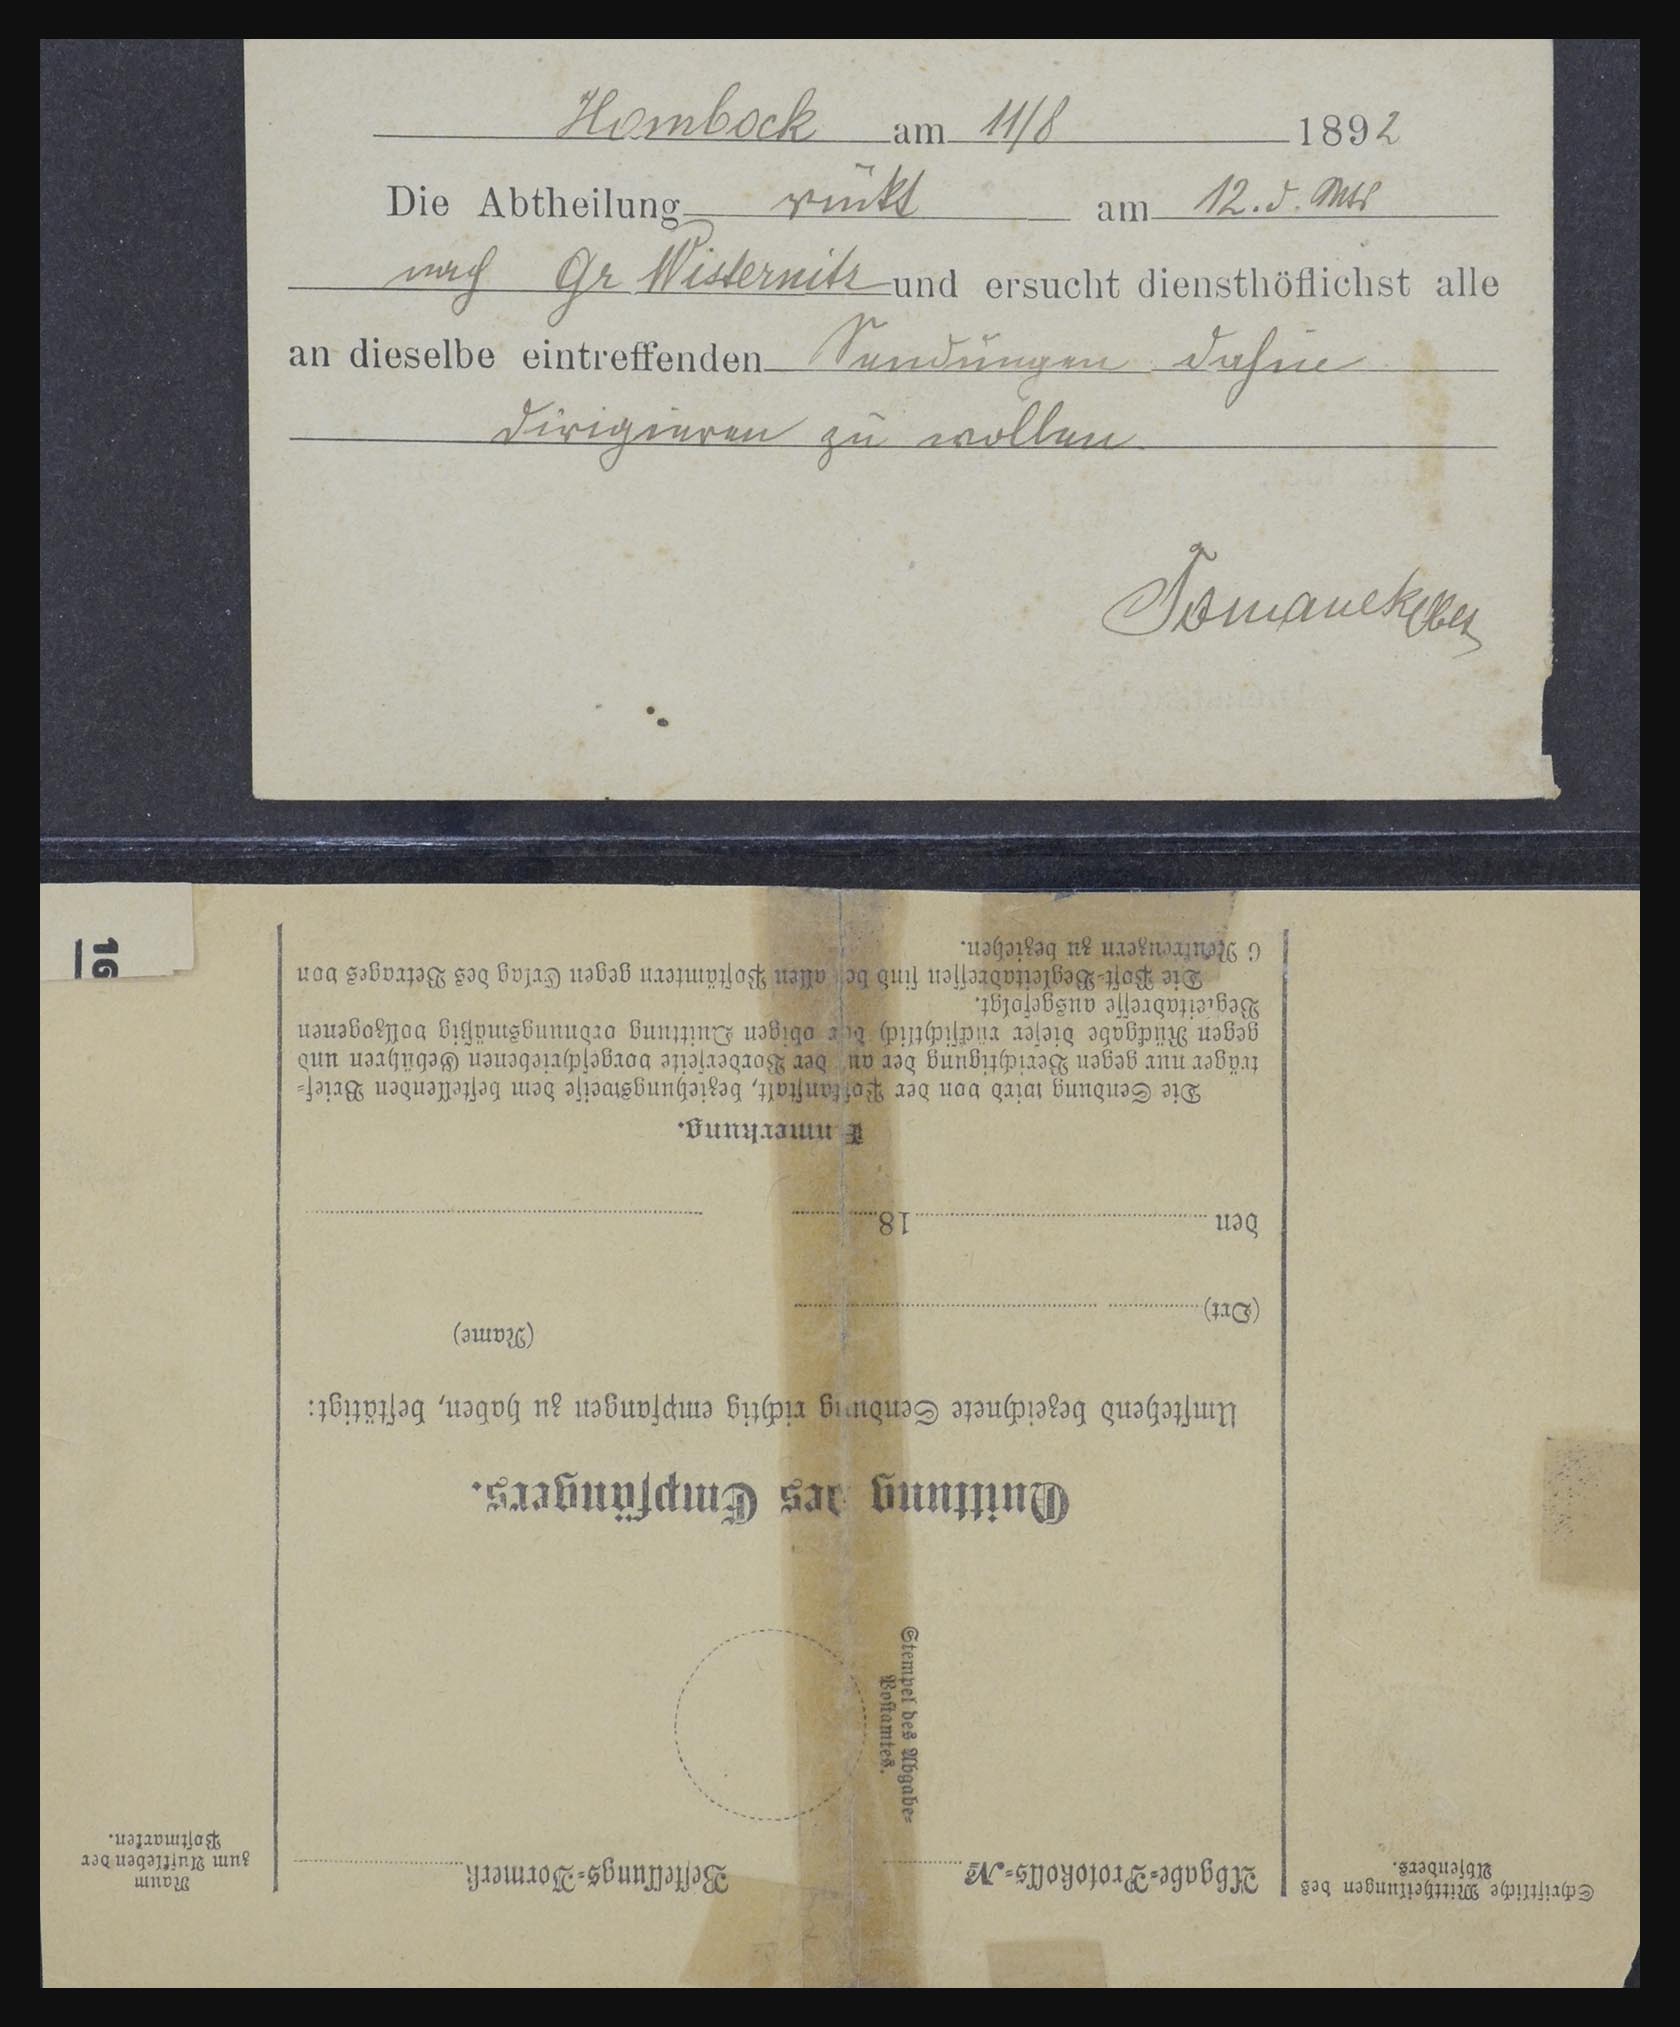 Hombock am 11/8 1892
Die Abtheilung rückt am 12. d. Mts
nach Gr Wisternitz und ersucht diensthöflichst alle
an dieselbe eintreffenden Sendungen dahin
dirigieren zu wollen
16
Schriftliche Mittheilungen des
Absenders.
Abgabe-Protokolls-№
Bestellungs-Vormerk
Raum
zum Aufkleben der
Postmarken.
Stempel des Abgabe-
Postamtes.
Quittung des Empfängers.
Umstehend bezeichnete Sendung richtig empfangen zu haben, bestätigt:
(Name)
(Ort)
den 18
Anmerkung.
Die Sendung wird von der Postanstalt, beziehungsweise dem bestellenden Brief-
träger nur gegen Berichtigung der an der Vorderseite vorgeschriebenen Gebühren und
gegen Rückgabe dieser rücksichtlich der obigen Quittung ordnungsmäßig vollzogenen
Begleitadresse ausgefolgt.
Die Post-Begleitadressen sind bei allen Postämtern gegen Erlag des Betrages von
6 Neukreuzern zu beziehen.